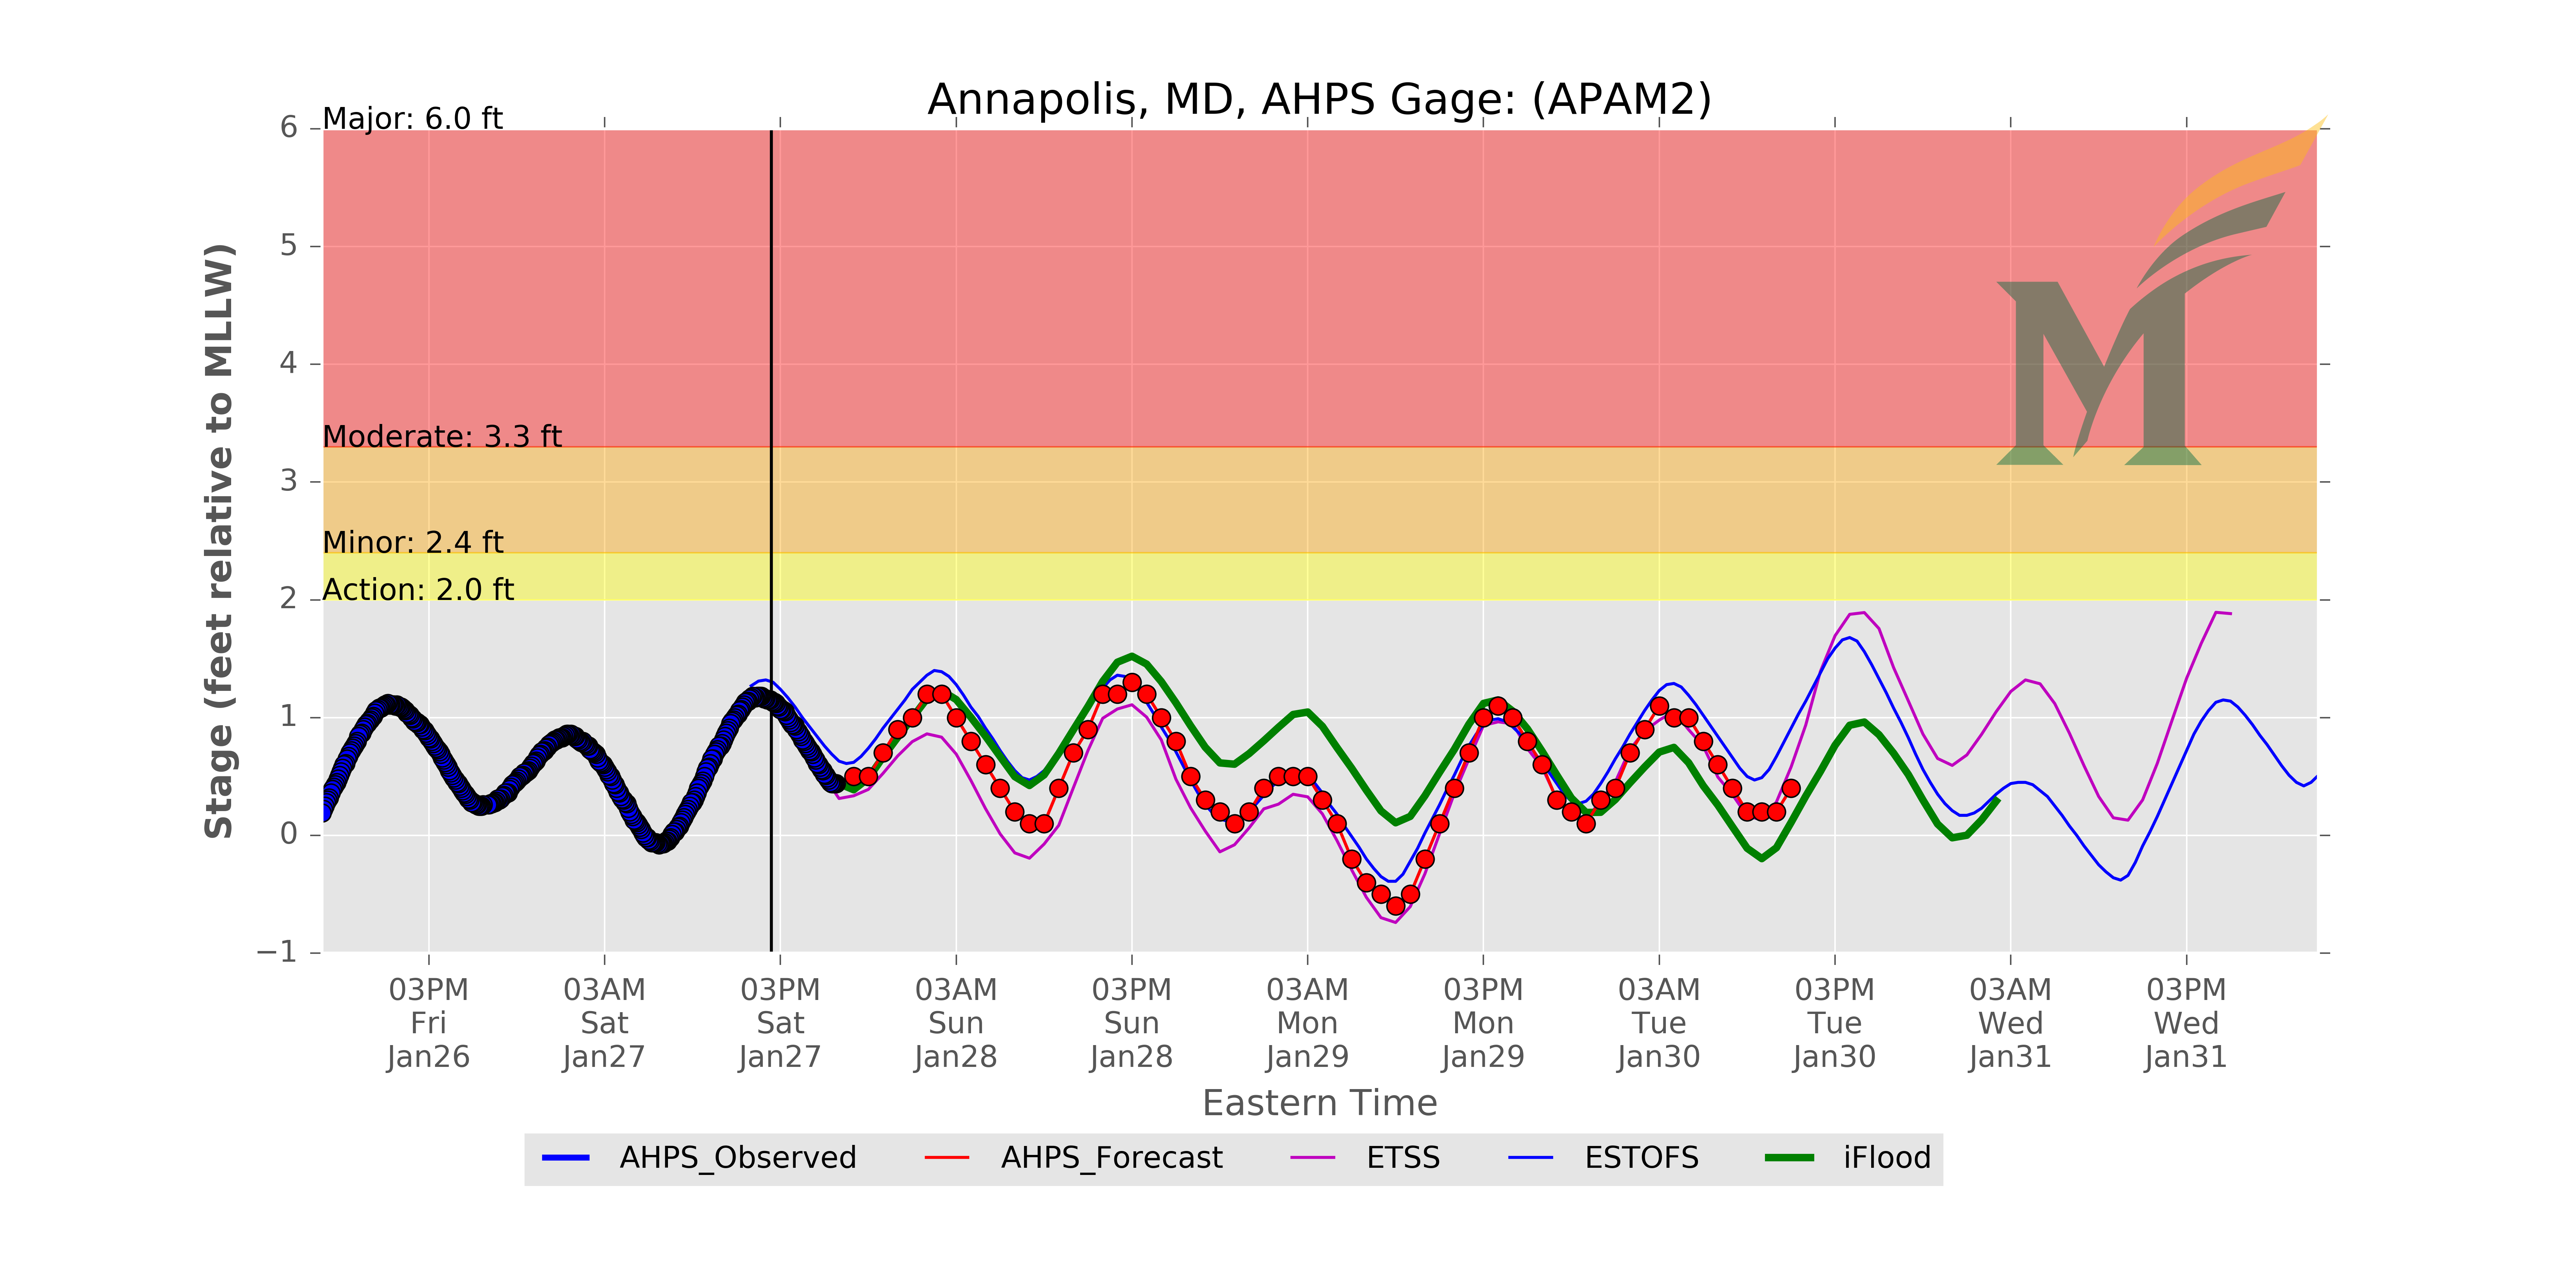 Annapolis, MD, AHPS Gage: (APAM2)
Major: 6.0 ft
Moderate: 3.3 ft
Minor: 2.4 ft
Action: 2.0 ft
Stage (feet relative to MLLW)
6
5
4
3
2
1
0
−1
03PM Fri Jan26
03AM Sat Jan27
03PM Sat Jan27
03AM Sun Jan28
03PM Sun Jan28
03AM Mon Jan29
03PM Mon Jan29
03AM Tue Jan30
03PM Tue Jan30
03AM Wed Jan31
03PM Wed Jan31
Eastern Time
AHPS_Observed AHPS_Forecast ETSS ESTOFS iFlood
M